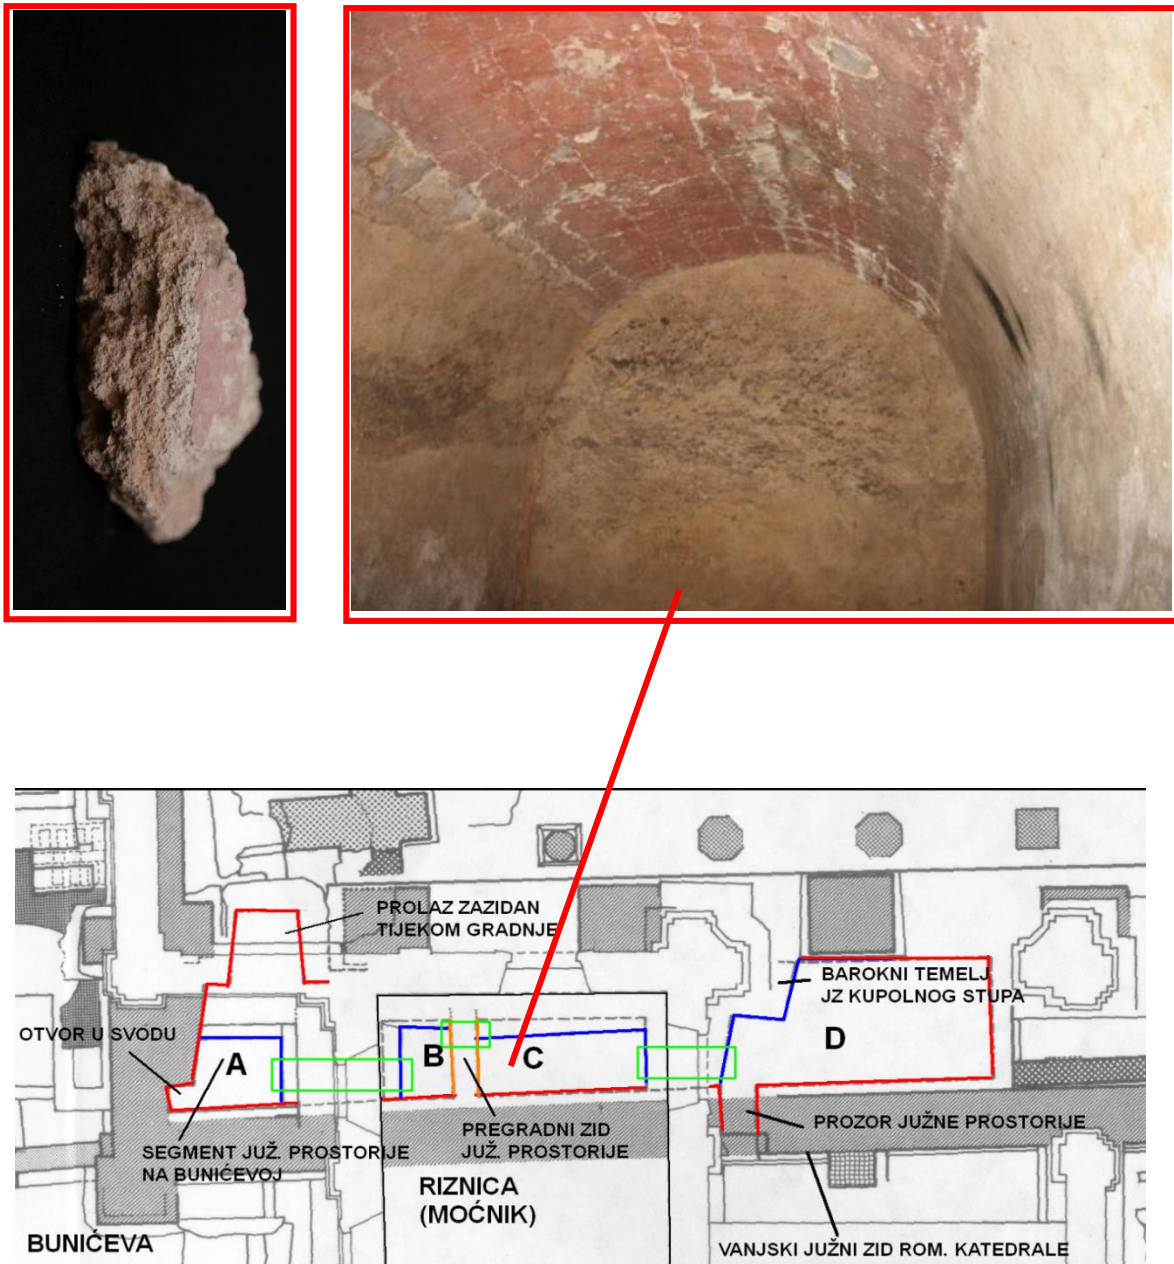 PROLAZ ZAZIDAN
TIJEKOM GRADNJE
BAROKNI TEMELJ
JZ KUPOLNOG STUPA
OTVOR U SVODU
A
B
C
D
SEGMENT JUŽ. PROSTORIJE
NA BUNIĆEVOJ
PREGRADNI ZID
JUŽ. PROSTORIJE
PROZOR JUŽNE PROSTORIJE
RIZNICA
(MOĆNIK)
BUNIĆEVA
VANJSKI JUŽNI ZID ROM. KATEDRALE